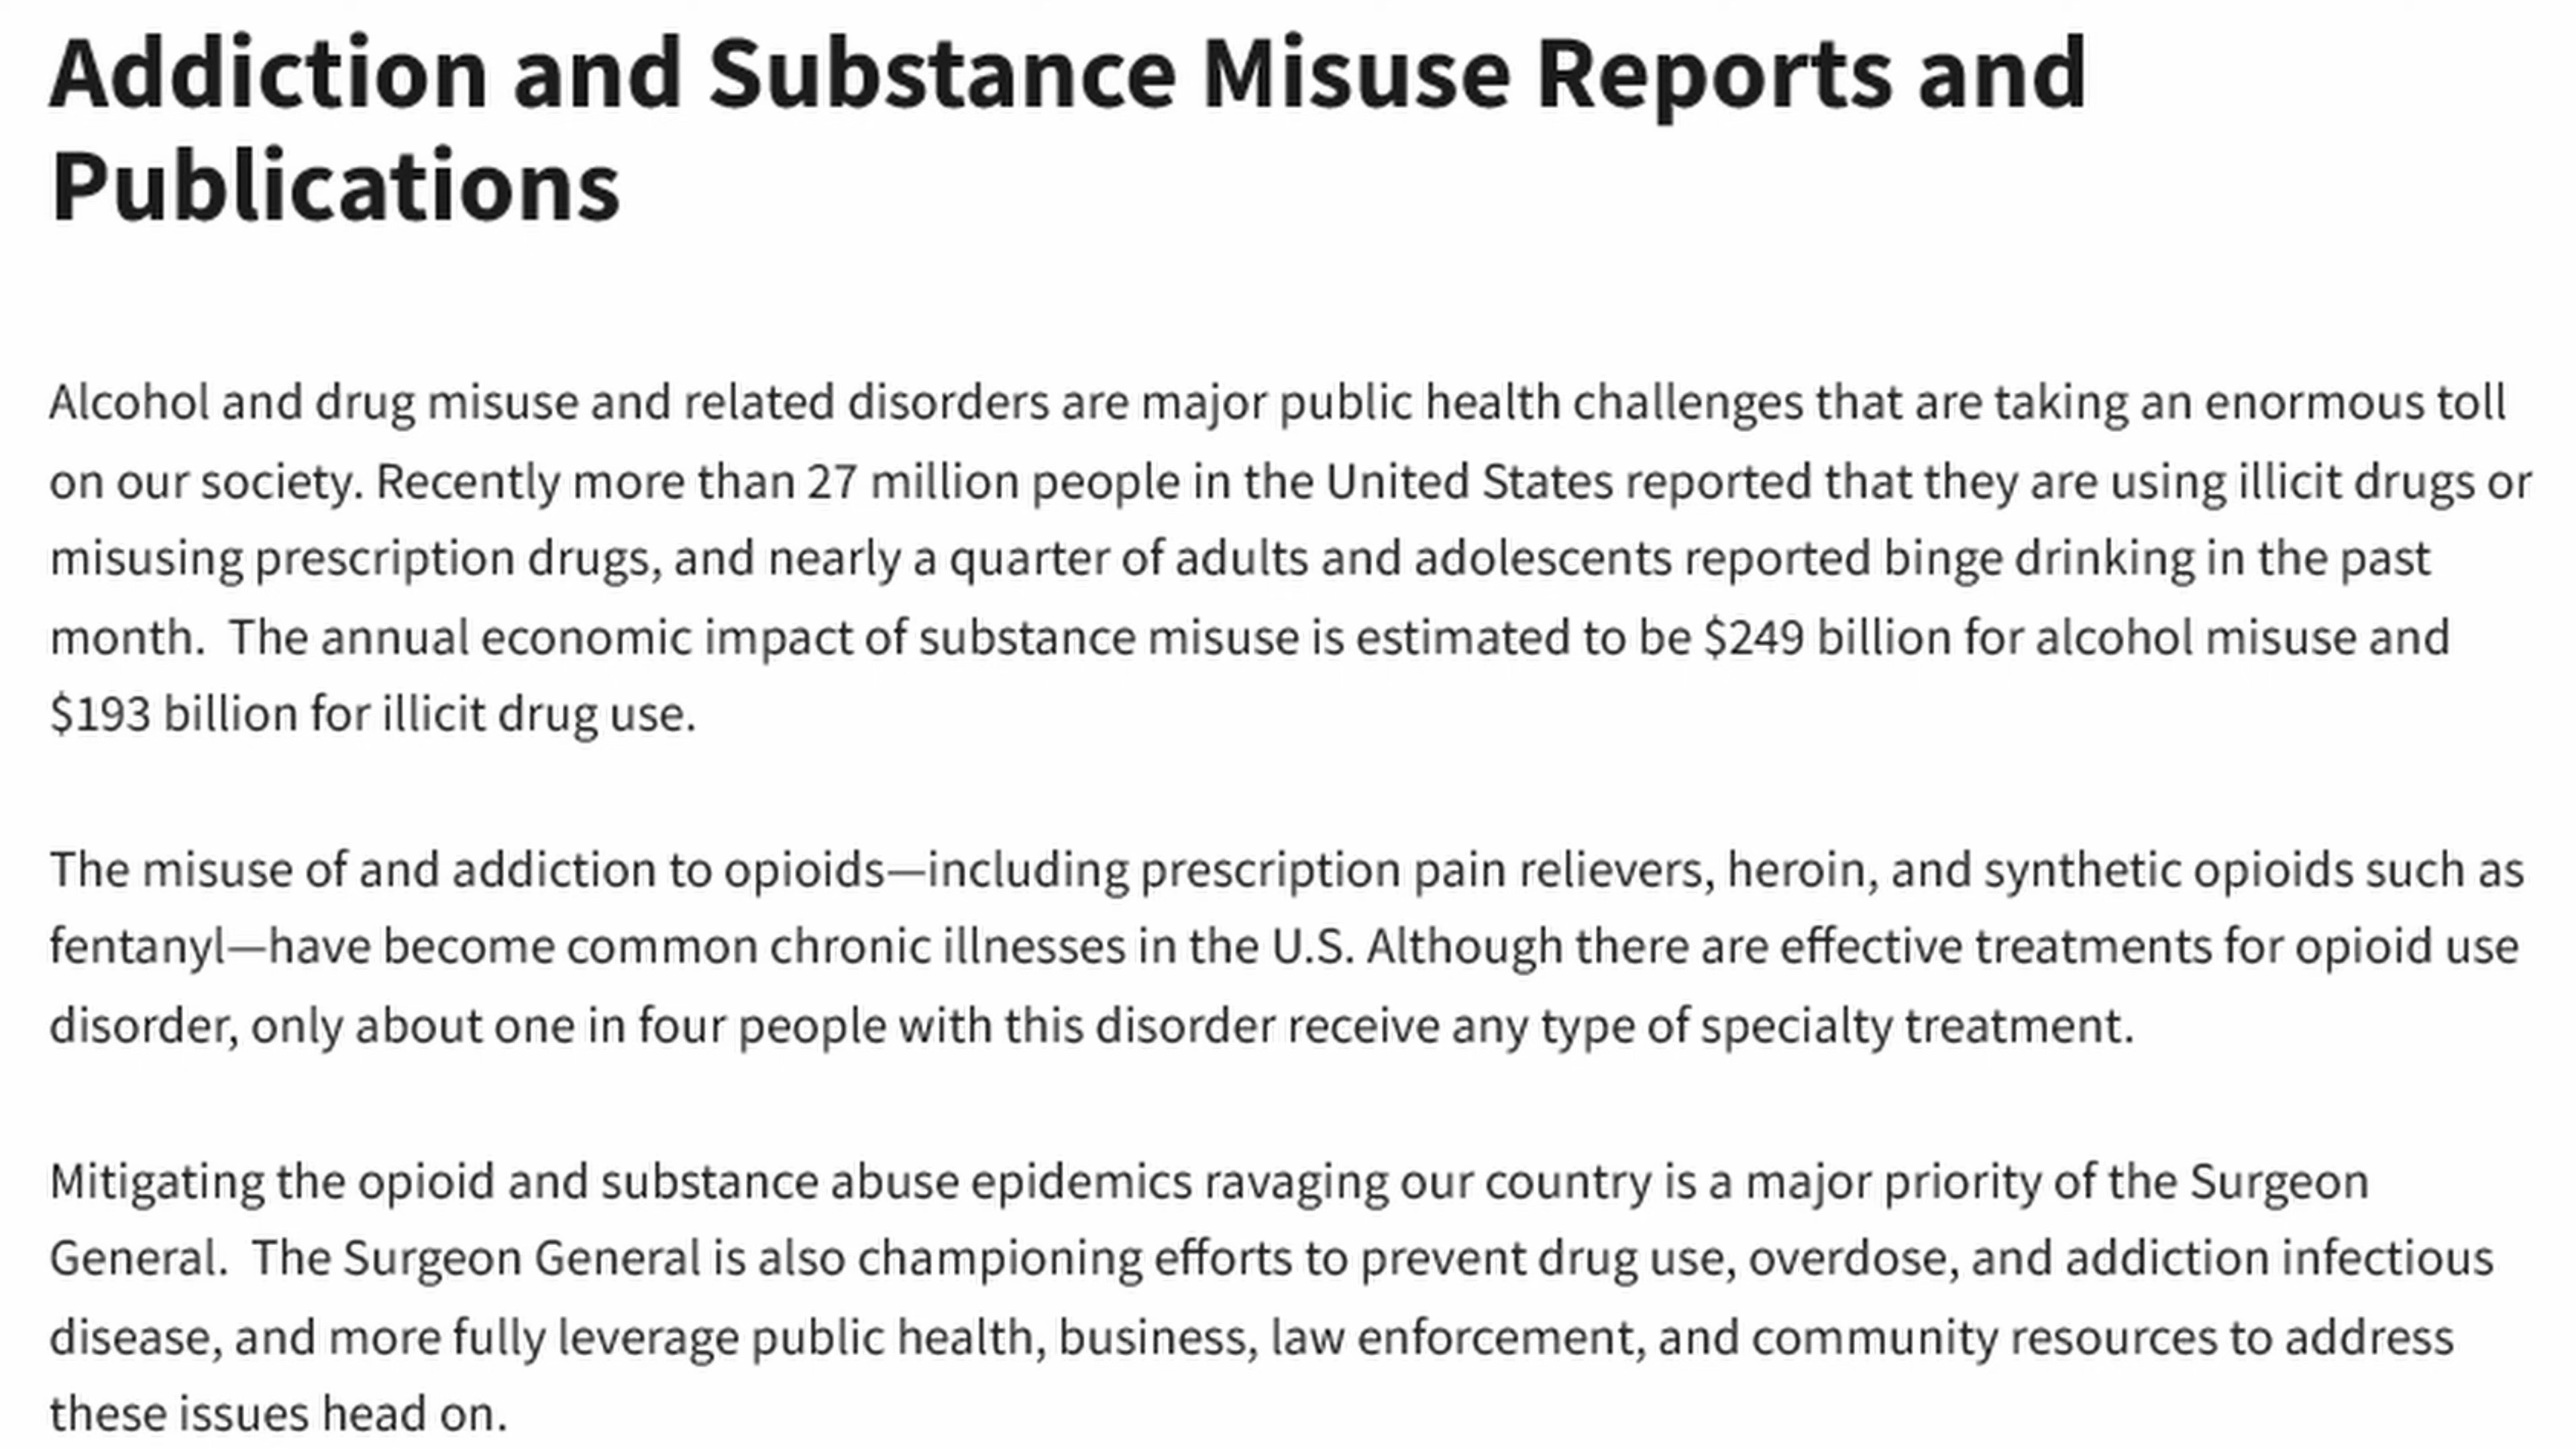 Addiction and Substance Misuse Reports and
Publications
Alcohol and drug misuse and related disorders are major public health challenges that are taking an enormous toll
on our society. Recently more than 27 million people in the United States reported that they are using illicit drugs or
misusing prescription drugs, and nearly a quarter of adults and adolescents reported binge drinking in the past
month.  The annual economic impact of substance misuse is estimated to be $249 billion for alcohol misuse and
$193 billion for illicit drug use.
The misuse of and addiction to opioids—including prescription pain relievers, heroin, and synthetic opioids such as
fentanyl—have become common chronic illnesses in the U.S. Although there are effective treatments for opioid use
disorder, only about one in four people with this disorder receive any type of specialty treatment.
Mitigating the opioid and substance abuse epidemics ravaging our country is a major priority of the Surgeon
General.  The Surgeon General is also championing efforts to prevent drug use, overdose, and addiction infectious
disease, and more fully leverage public health, business, law enforcement, and community resources to address
these issues head on.